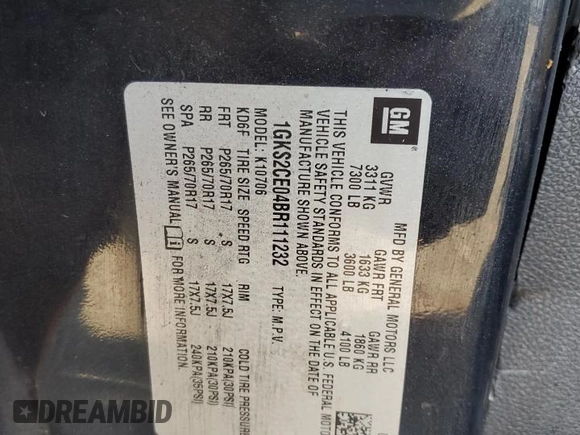 GM
MFD BY GENERAL MOTORS LLC
GVWR GAWR FRT GAWR RR
3311 KG 1633 KG 1860 KG
7300 LB 3600 LB 4100 LB
THIS VEHICLE CONFORMS TO ALL APPLICABLE U.S. FEDERAL
VEHICLE SAFETY STANDARDS IN EFFECT ON THE DATE OF
MANUFACTURE SHOWN ABOVE.
1GKS2CE04BR111232 TYPE: M.P.V.
MODEL: K10706
KD6F TIRE SIZE SPEED RTG RIM COLD TIRE PRESSURE
FRT P265/70R17 S 17X7.5J 210KPA(30PSI)
RR P265/70R17 S 17X7.5J 210KPA(30PSI)
SPA P265/70R17 S 17X7.5J 240KPA(35PSI)
SEE OWNER'S MANUAL FOR MORE INFORMATION.
DREAMBID